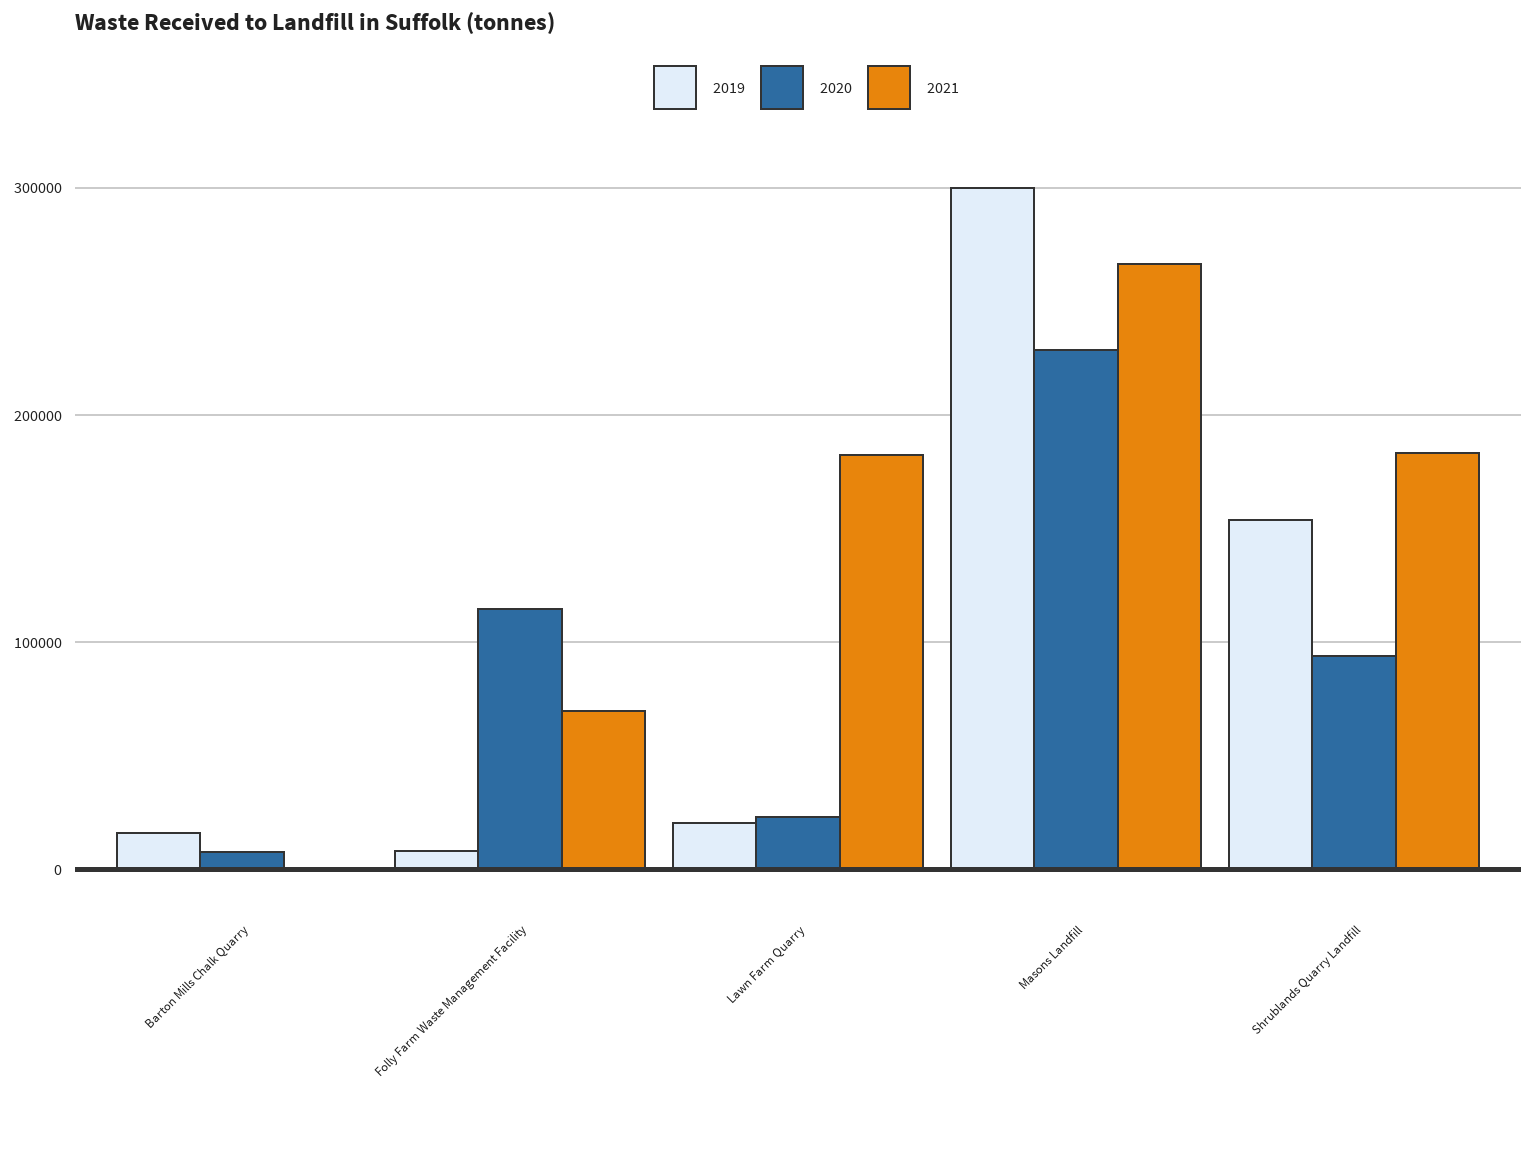 Waste Received to Landfill in Suffolk (tonnes)
2019
2020
2021
300000
200000
100000
0
Barton Mills Chalk Quarry
Folly Farm Waste Management Facility
Lawn Farm Quarry
Masons Landfill
Shrublands Quarry Landfill